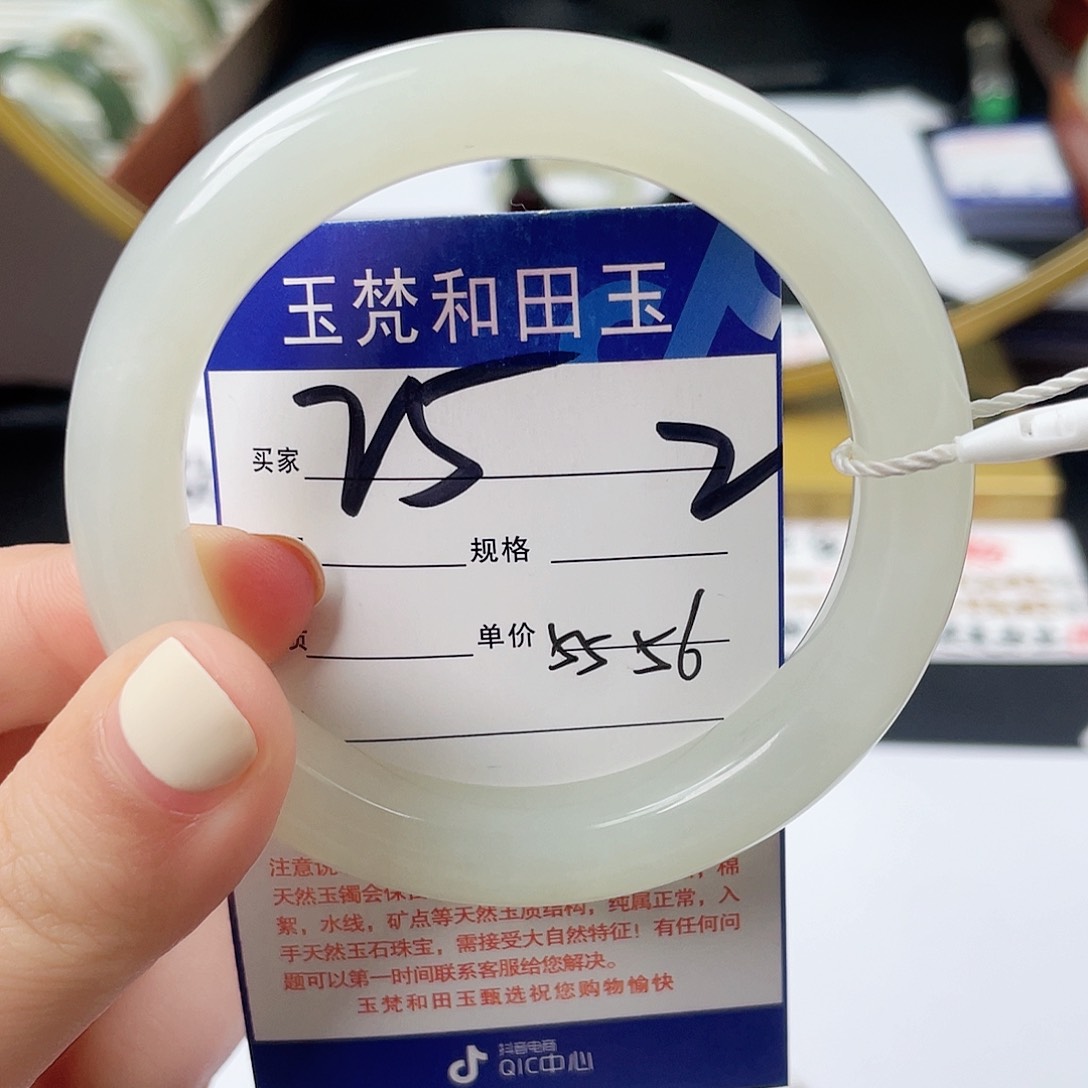 玉梵和田玉
买家
规格
单价 55 56
注意说
棉
天然玉镯会保
絮，水线，矿点等天然玉质结构，纯属正常，入
手天然玉石珠宝，需接受大自然特征！有任何问
题可以第一时间联系客服给您解决。
玉梵和田玉甄选祝您购物愉快
抖音电商
QIC中心